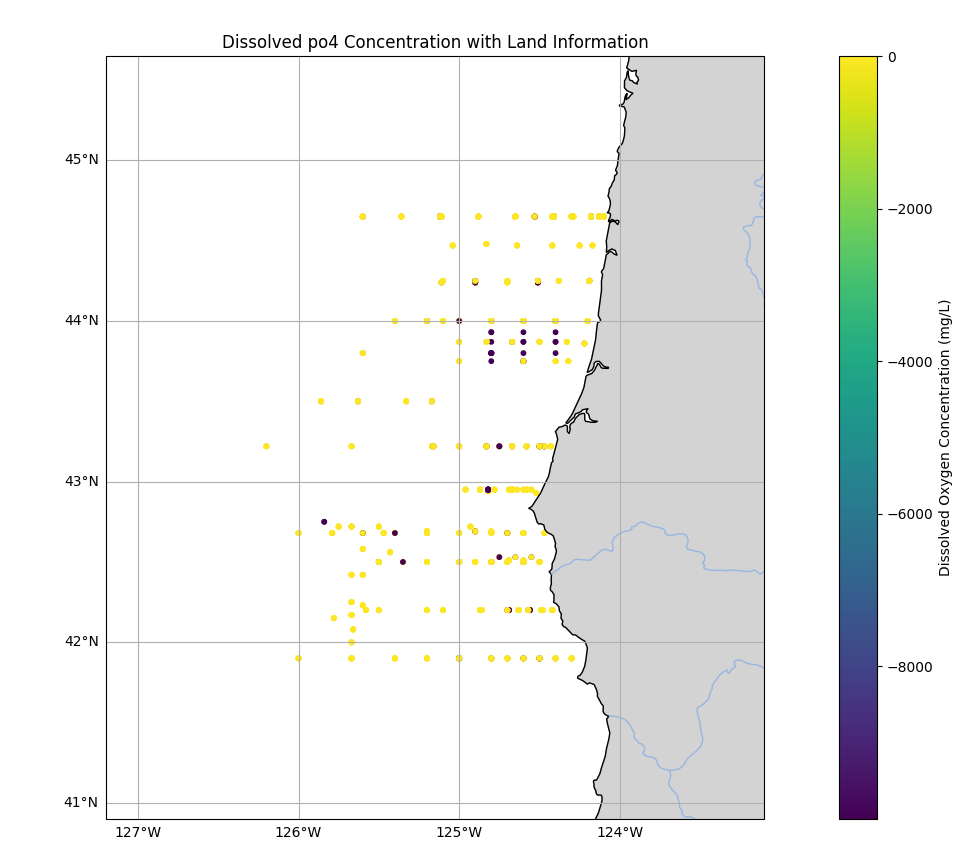 Dissolved po4 Concentration with Land Information
45°N
44°N
43°N
42°N
41°N
127°W
126°W
125°W
124°W
0
−2000
−4000
−6000
−8000
Dissolved Oxygen Concentration (mg/L)